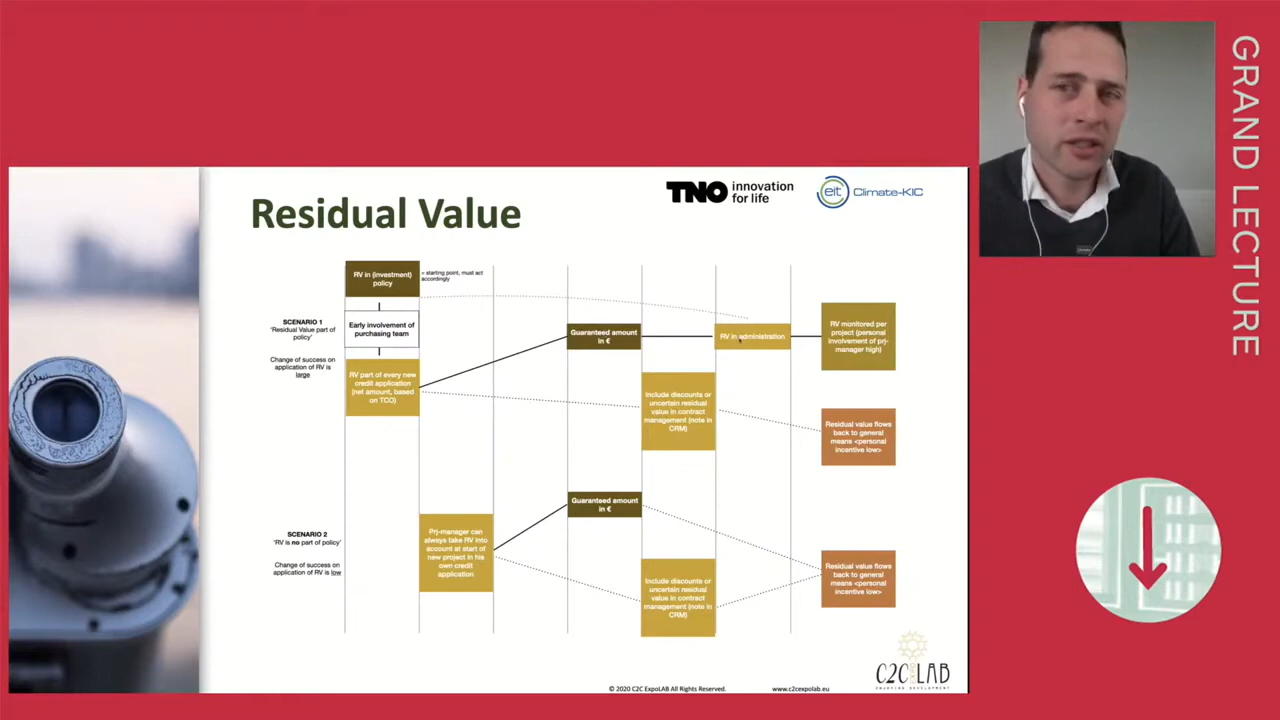 GRAND LECTURE
Residual Value
TNO innovation
for life
eit Climate-KIC
RV in (investment)
policy
= starting point, must act
accordingly
SCENARIO 1
'Residual Value part of
policy'
Change of success on
application of RV is
large
Early involvement of
purchasing team
RV part of every new
credit application
(net amount, based
on TCO)
Guaranteed amount
in €
RV in administration
RV monitored per
project (personal
involvement of prj-
manager high)
Include discounts or
uncertain residual
value in contract
management (note in
CRM)
Residual value flows
back to general
means <personal
incentive low>
SCENARIO 2
'RV is no part of policy'
Change of success on
application of RV is low
Prj-manager can
always take RV into
account at start of
new project in his
own credit
application
Guaranteed amount
in €
Include discounts or
uncertain residual
value in contract
management (note in
CRM)
Residual value flows
back to general
means <personal
incentive low>
C2C LAB
EXPO
ENJOYING DEVELOPMENT
© 2020 C2C ExpoLAB All Rights Reserved.
www.c2cexpolab.eu